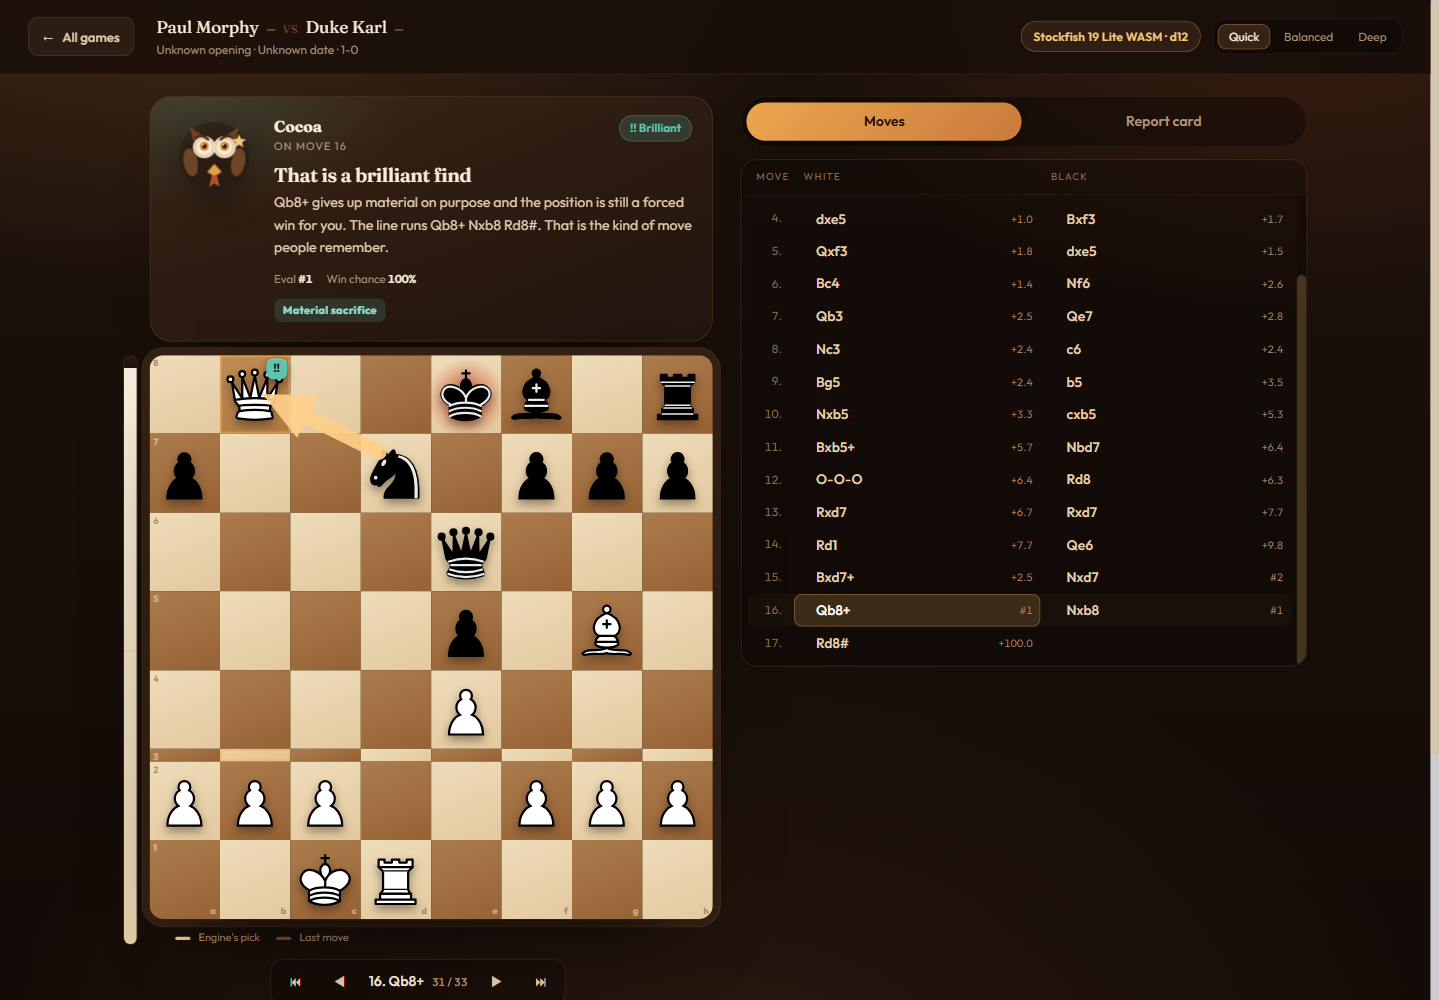 ← All games
Paul Morphy – VS Duke Karl –
Unknown opening · Unknown date · 1-0
Stockfish 19 Lite WASM · d12
Quick Balanced Deep
Cocoa
ON MOVE 16
!! Brilliant
That is a brilliant find
Qb8+ gives up material on purpose and the position is still a forced
win for you. The line runs Qb8+ Nxb8 Rd8#. That is the kind of move
people remember.
Eval #1 Win chance 100%
Material sacrifice
8
!!
7
6
5
4
3
2
1
a b c d e f g h
Engine's pick Last move
16. Qb8+ 31 / 33
Moves Report card
MOVE WHITE BLACK
4. dxe5 +1.0 Bxf3 +1.7
5. Qxf3 +1.8 dxe5 +1.5
6. Bc4 +1.4 Nf6 +2.6
7. Qb3 +2.5 Qe7 +2.8
8. Nc3 +2.4 c6 +2.4
9. Bg5 +2.4 b5 +3.5
10. Nxb5 +3.3 cxb5 +5.3
11. Bxb5+ +5.7 Nbd7 +6.4
12. O-O-O +6.4 Rd8 +6.3
13. Rxd7 +6.7 Rxd7 +7.7
14. Rd1 +7.7 Qe6 +9.8
15. Bxd7+ +2.5 Nxd7 #2
16. Qb8+ #1 Nxb8 #1
17. Rd8# +100.0